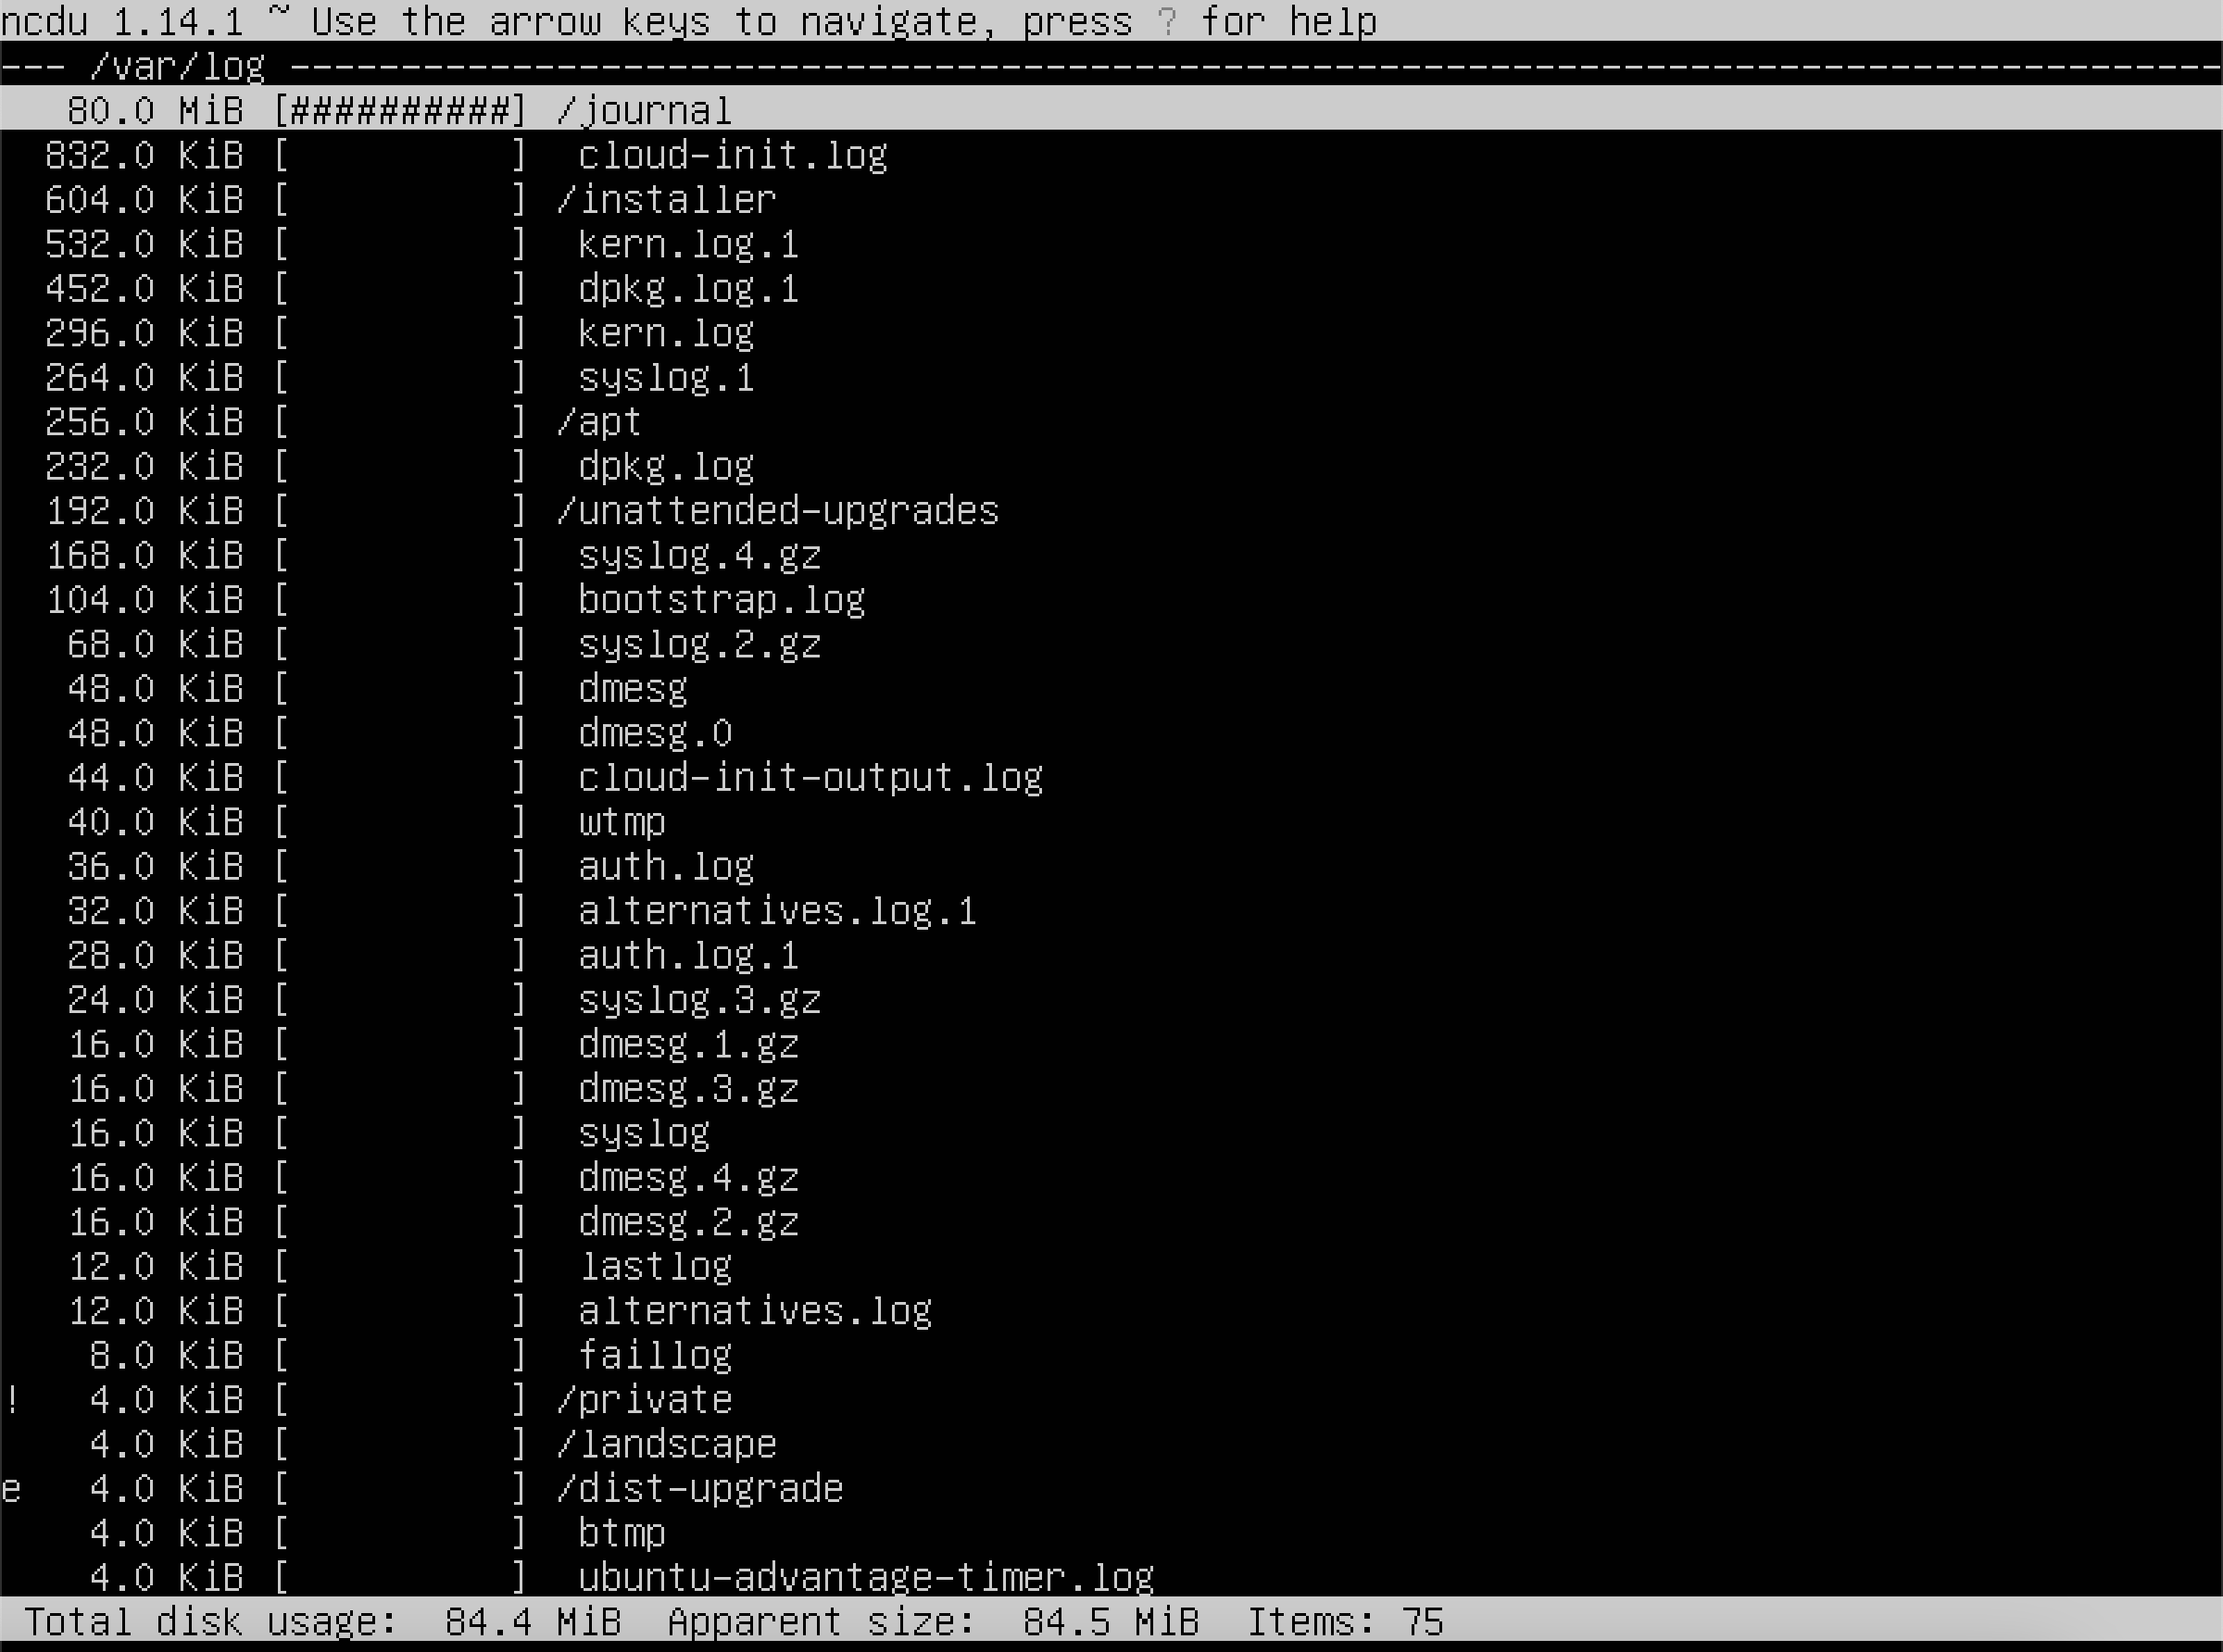 ncdu 1.14.1 ~ Use the arrow keys to navigate, press ? for help
--- /var/log ---------------------------------------------------------------------------------------
   80.0 MiB [##########] /journal
  832.0 KiB [          ]  cloud-init.log
  604.0 KiB [          ] /installer
  532.0 KiB [          ]  kern.log.1
  452.0 KiB [          ]  dpkg.log.1
  296.0 KiB [          ]  kern.log
  264.0 KiB [          ]  syslog.1
  256.0 KiB [          ] /apt
  232.0 KiB [          ]  dpkg.log
  192.0 KiB [          ] /unattended-upgrades
  168.0 KiB [          ]  syslog.4.gz
  104.0 KiB [          ]  bootstrap.log
   68.0 KiB [          ]  syslog.2.gz
   48.0 KiB [          ]  dmesg
   48.0 KiB [          ]  dmesg.0
   44.0 KiB [          ]  cloud-init-output.log
   40.0 KiB [          ]  wtmp
   36.0 KiB [          ]  auth.log
   32.0 KiB [          ]  alternatives.log.1
   28.0 KiB [          ]  auth.log.1
   24.0 KiB [          ]  syslog.3.gz
   16.0 KiB [          ]  dmesg.1.gz
   16.0 KiB [          ]  dmesg.3.gz
   16.0 KiB [          ]  syslog
   16.0 KiB [          ]  dmesg.4.gz
   16.0 KiB [          ]  dmesg.2.gz
   12.0 KiB [          ]  lastlog
   12.0 KiB [          ]  alternatives.log
    8.0 KiB [          ]  faillog
!   4.0 KiB [          ] /private
    4.0 KiB [          ] /landscape
e   4.0 KiB [          ] /dist-upgrade
    4.0 KiB [          ]  btmp
    4.0 KiB [          ]  ubuntu-advantage-timer.log
 Total disk usage:  84.4 MiB  Apparent size:  84.5 MiB  Items: 75